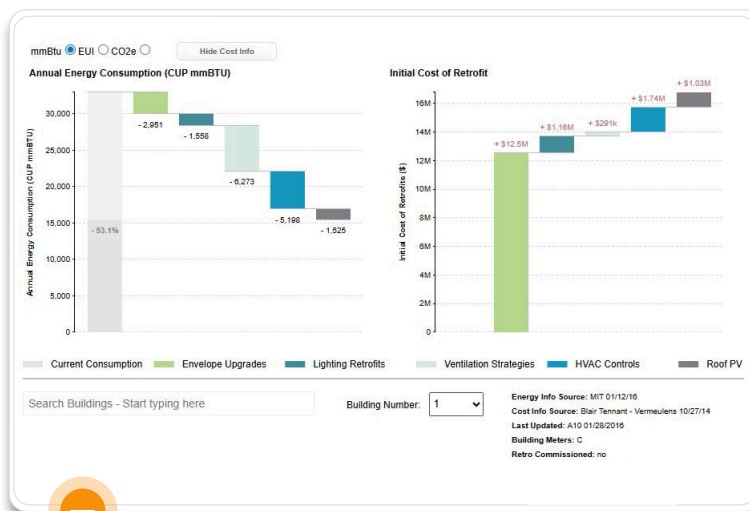 mmBtu EUI CO2e Hide Cost Info
Annual Energy Consumption (CUP mmBTU)
Annual Energy Consumption (CUP mmBTU)
30,000
25,000
20,000
15,000
10,000
5,000
0
- 53.1%
- 2,951
- 1,558
- 6,273
- 5,198
- 1,525
Initial Cost of Retrofit
Initial Cost of Retrofits ($)
16M
14M
12M
10M
8M
6M
4M
2M
0
+ $12.5M
+ $1.16M
+ $291k
+ $1.74M
+ $1.03M
Current Consumption Envelope Upgrades Lighting Retrofits Ventilation Strategies HVAC Controls Roof PV
Search Buildings - Start typing here
Building Number: 1
Energy Info Source: MIT 01/12/16
Cost Info Source: Blair Tennant - Vermeulens 10/27/14
Last Updated: A10 01/28/2016
Building Meters: C
Retro Commissioned: no